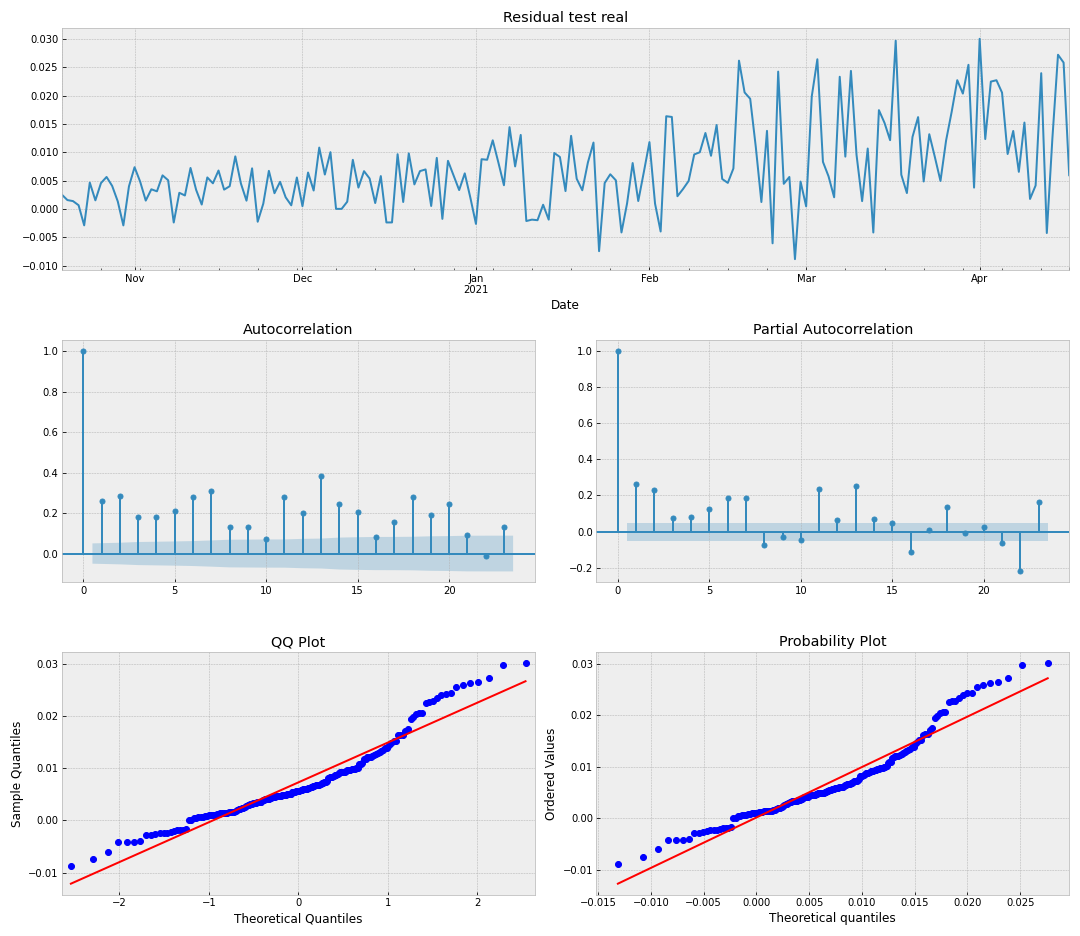 Residual test real
0.030
0.025
0.020
0.015
0.010
0.005
0.000
−0.005
−0.010
Nov Dec Jan Feb Mar Apr
2021
Date
Autocorrelation
1.0
0.8
0.6
0.4
0.2
0.0
0 5 10 15 20
Partial Autocorrelation
1.0
0.8
0.6
0.4
0.2
0.0
−0.2
0 5 10 15 20
QQ Plot
Sample Quantiles
0.03
0.02
0.01
0.00
−0.01
−2 −1 0 1 2
Theoretical Quantiles
Probability Plot
Ordered Values
0.03
0.02
0.01
0.00
−0.01
−0.015 −0.010 −0.005 0.000 0.005 0.010 0.015 0.020 0.025
Theoretical quantiles